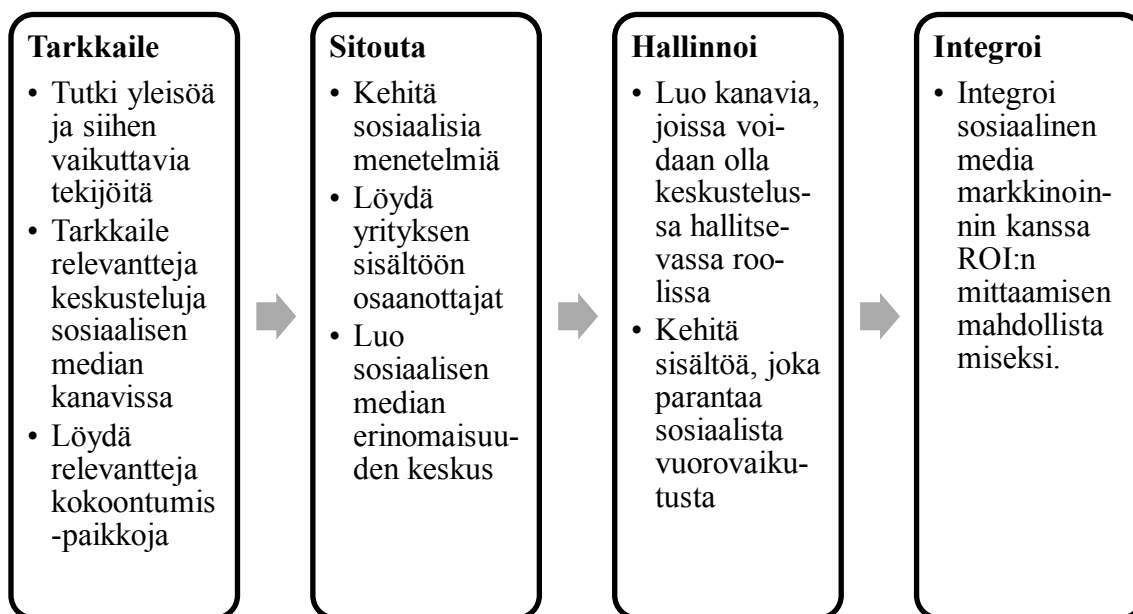 Tarkkaile
• Tutki yleisöä
ja siihen
vaikuttavia
tekijöitä
• Tarkkaile
relevantteja
keskusteluja
sosiaalisen
median
kanavissa
• Löydä
relevantteja
kokoontumis
-paikkoja
Sitouta
• Kehitä
sosiaalisia
menetelmiä
• Löydä
yrityksen
sisältöön
osaanottajat
• Luo
sosiaalisen
median
erinomaisuu-
den keskus
Hallinnoi
• Luo kanavia,
joissa voi-
daan olla
keskustelus-
sa hallitse-
vassa roo-
lissa
• Kehitä
sisältöä, joka
parantaa
sosiaalista
vuorovaiku-
tusta
Integroi
• Integroi
sosiaalinen
media
markkinoin-
nin kanssa
ROI:n
mittaamisen
mahdollista
miseksi.